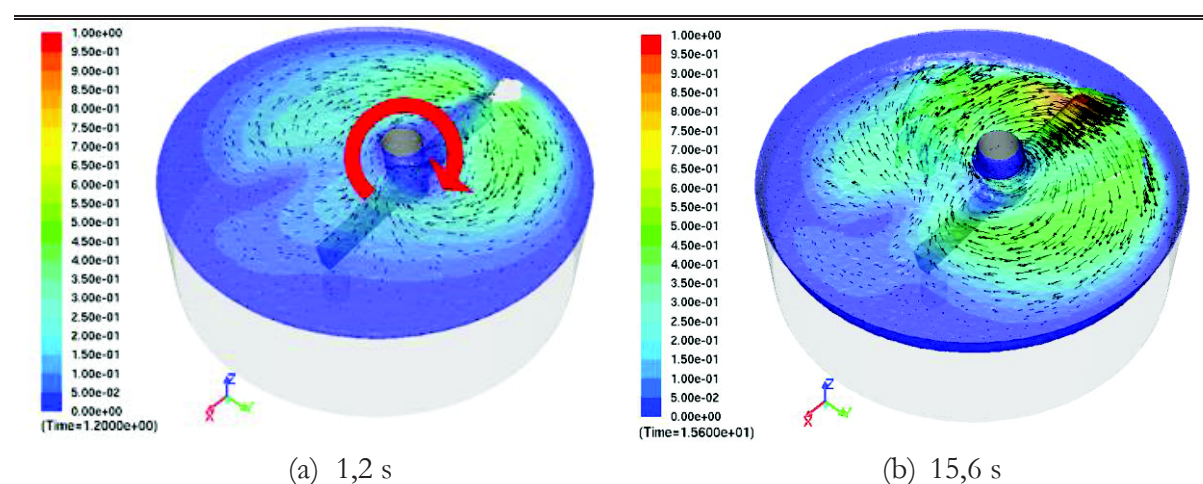 1.00e+00
9.50e-01
9.00e-01
8.50e-01
8.00e-01
7.50e-01
7.00e-01
6.50e-01
6.00e-01
5.50e-01
5.00e-01
4.50e-01
4.00e-01
3.50e-01
3.00e-01
2.50e-01
2.00e-01
1.50e-01
1.00e-01
5.00e-02
0.00e+00
(Time=1.2000e+00)
Z
X
Y
(a) 1,2 s
1.00e+00
9.50e-01
9.00e-01
8.50e-01
8.00e-01
7.50e-01
7.00e-01
6.50e-01
6.00e-01
5.50e-01
5.00e-01
4.50e-01
4.00e-01
3.50e-01
3.00e-01
2.50e-01
2.00e-01
1.50e-01
1.00e-01
5.00e-02
0.00e+00
(Time=1.5600e+01)
Z
X
Y
(b) 15,6 s